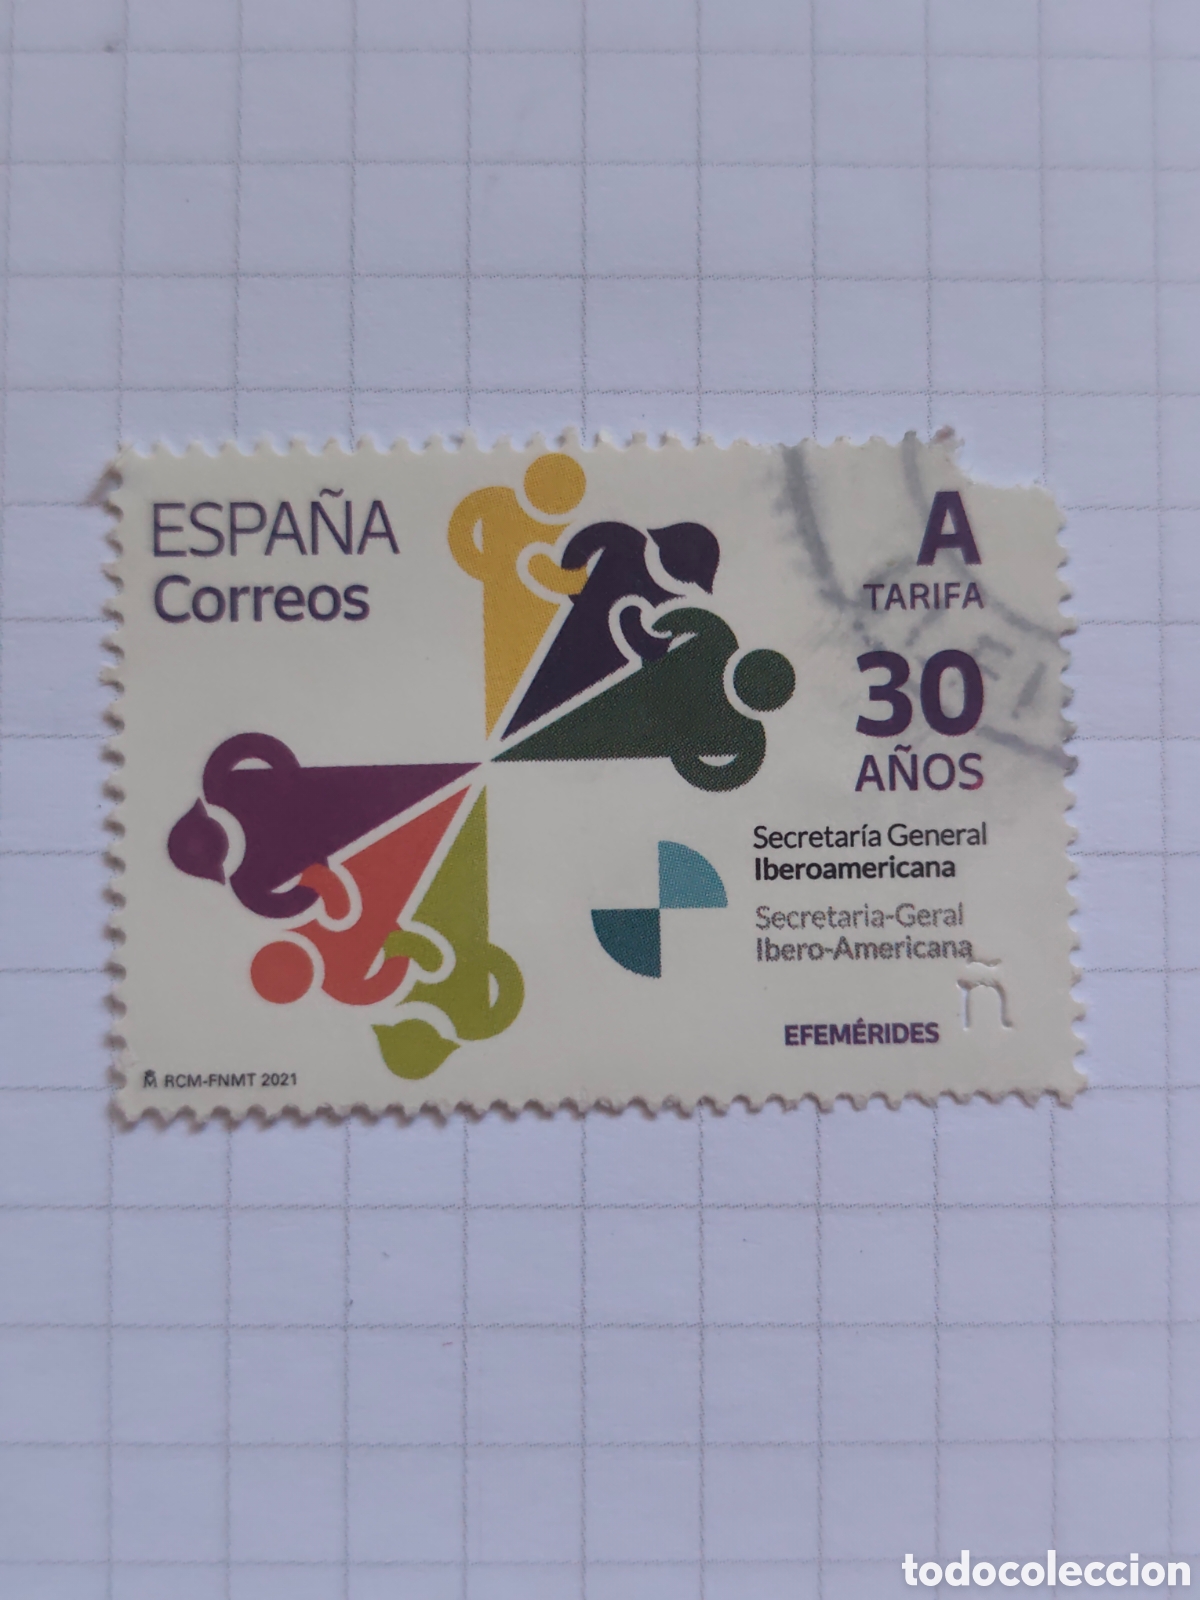 ESPAÑA
Correos
A
TARIFA
30
AÑOS
Secretaría General
Iberoamericana
Secretaria-Geral
Ibero-Americana
ñ
EFEMÉRIDES
RCM-FNMT 2021
todocoleccion